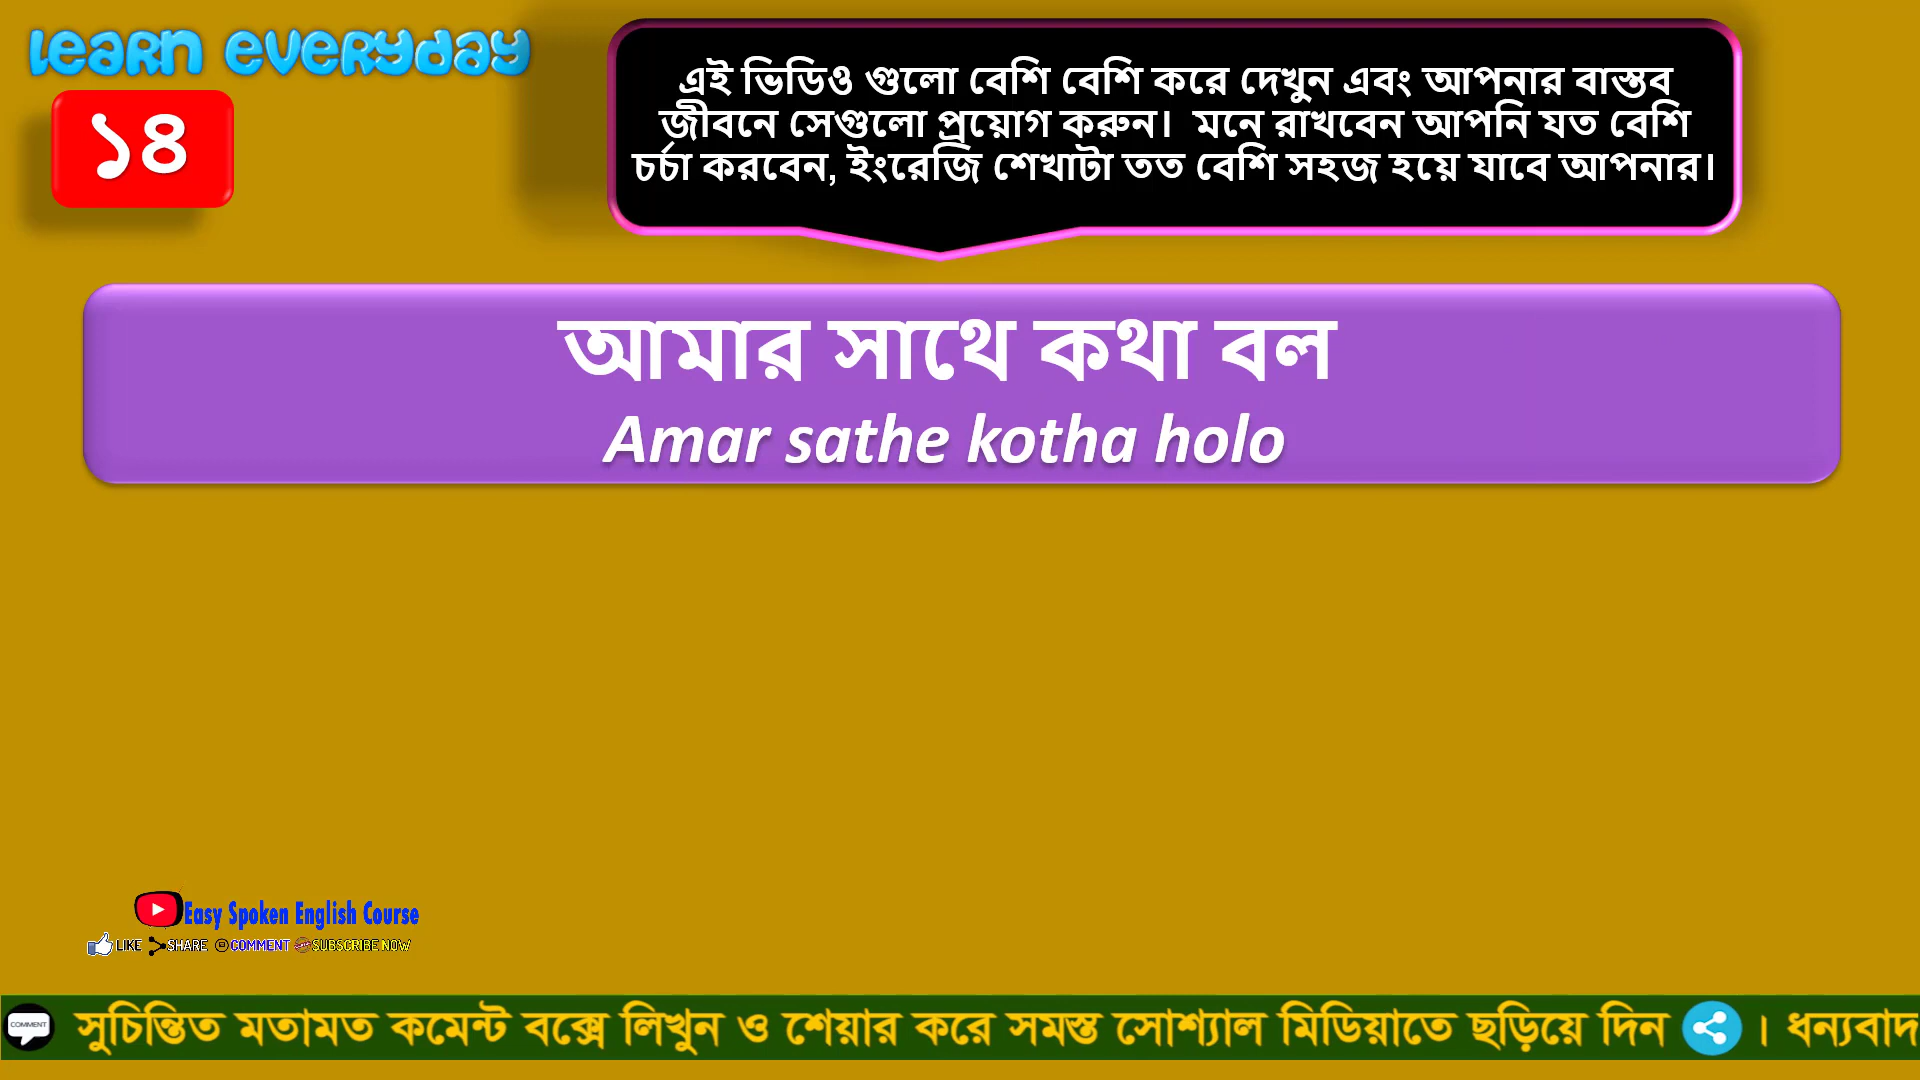 Learn everyday
১৪
এই ভিডিও গুলো বেশি বেশি করে দেখুন এবং আপনার বাস্তব
জীবনে সেগুলো প্রয়োগ করুন। মনে রাখবেন আপনি যত বেশি
চর্চা করবেন, ইংরেজি শেখাটা তত বেশি সহজ হয়ে যাবে আপনার।
আমার সাথে কথা বল
Amar sathe kotha holo
Easy Spoken English Course
LIKE SHARE COMMENT SUBSCRIBE NOW
COMMENT সুচিন্তিত মতামত কমেন্ট বক্সে লিখুন ও শেয়ার করে সমস্ত সোশ্যাল মিডিয়াতে ছড়িয়ে দিন । ধন্যবাদ